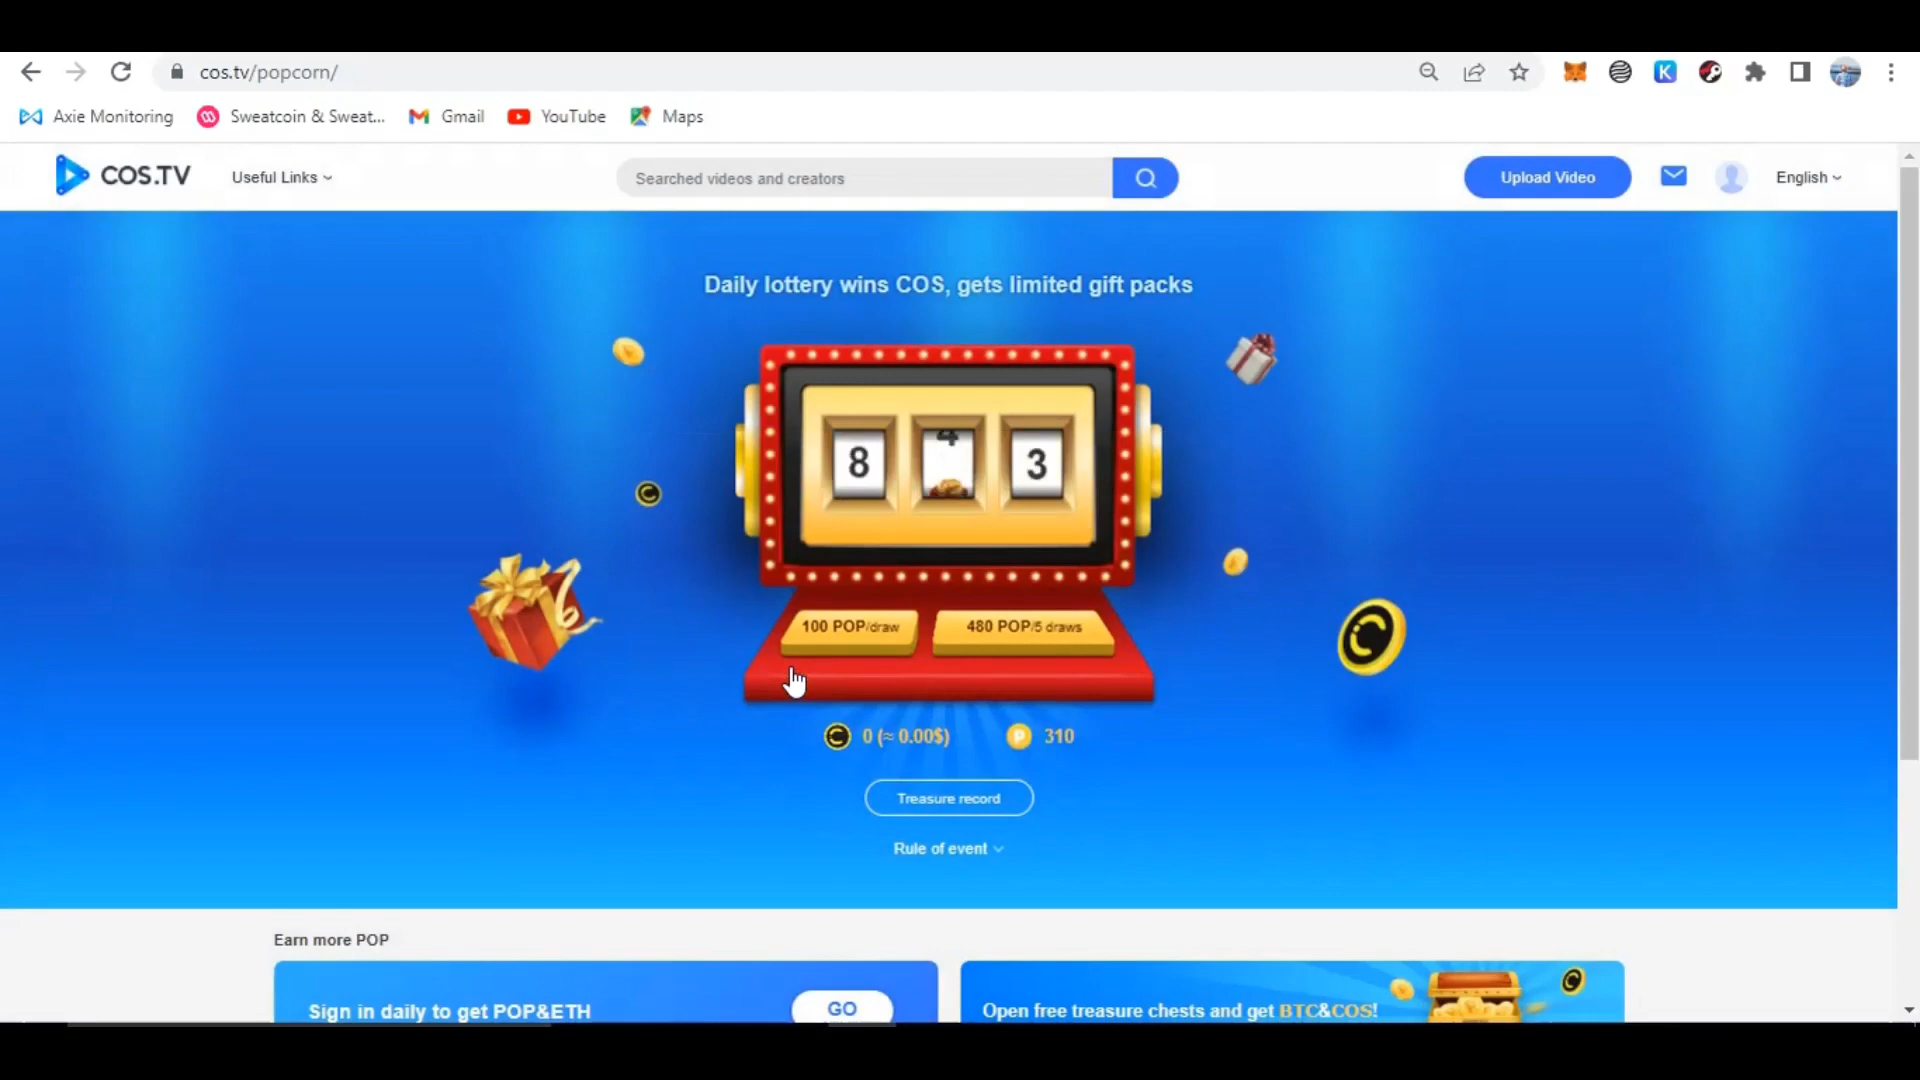 cos.tv/popcorn/
Axie Monitoring
Sweatcoin & Sweat...
Gmail
YouTube
Maps
COS.TV
Useful Links
Searched videos and creators
Upload Video
English
Daily lottery wins COS, gets limited gift packs
8 4 3
100 POP/draw
480 POP/5 draws
0 (≈ 0.00$)
310
Treasure record
Rule of event
Earn more POP
Sign in daily to get POP&ETH
GO
Open free treasure chests and get BTC&COS!